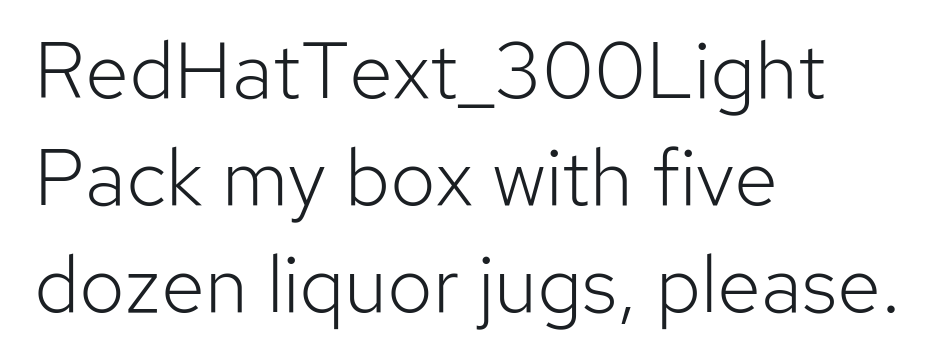 RedHatText_300Light
Pack my box with five
dozen liquor jugs, please.